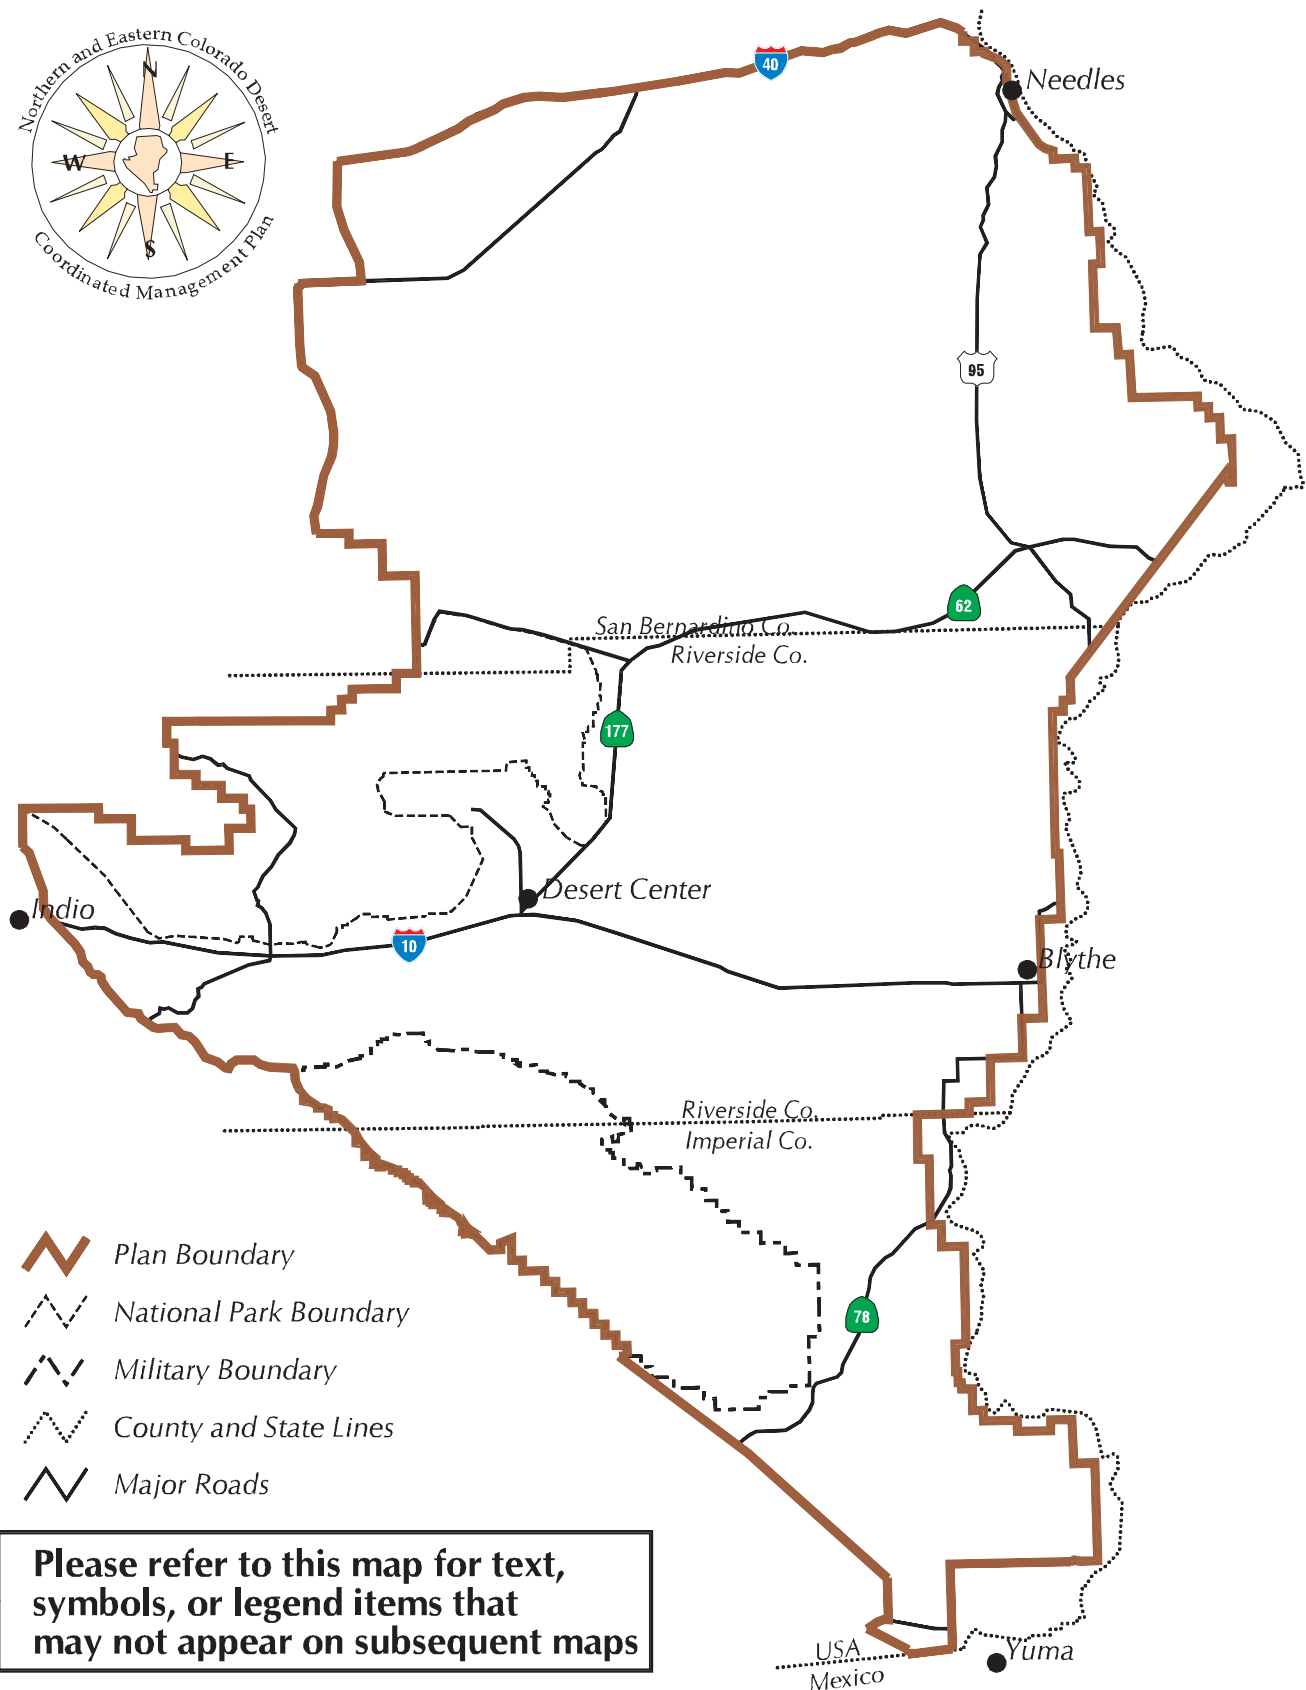 Northern and Eastern Colorado Desert
N
W
E
S
Coordinated Management Plan
40
Needles
95
62
San Bernardino Co.
Riverside Co.
177
Desert Center
Indio
10
Blythe
Riverside Co.
Imperial Co.
78
Plan Boundary
National Park Boundary
Military Boundary
County and State Lines
Major Roads
Please refer to this map for text,
symbols, or legend items that
may not appear on subsequent maps
USA
Mexico
Yuma